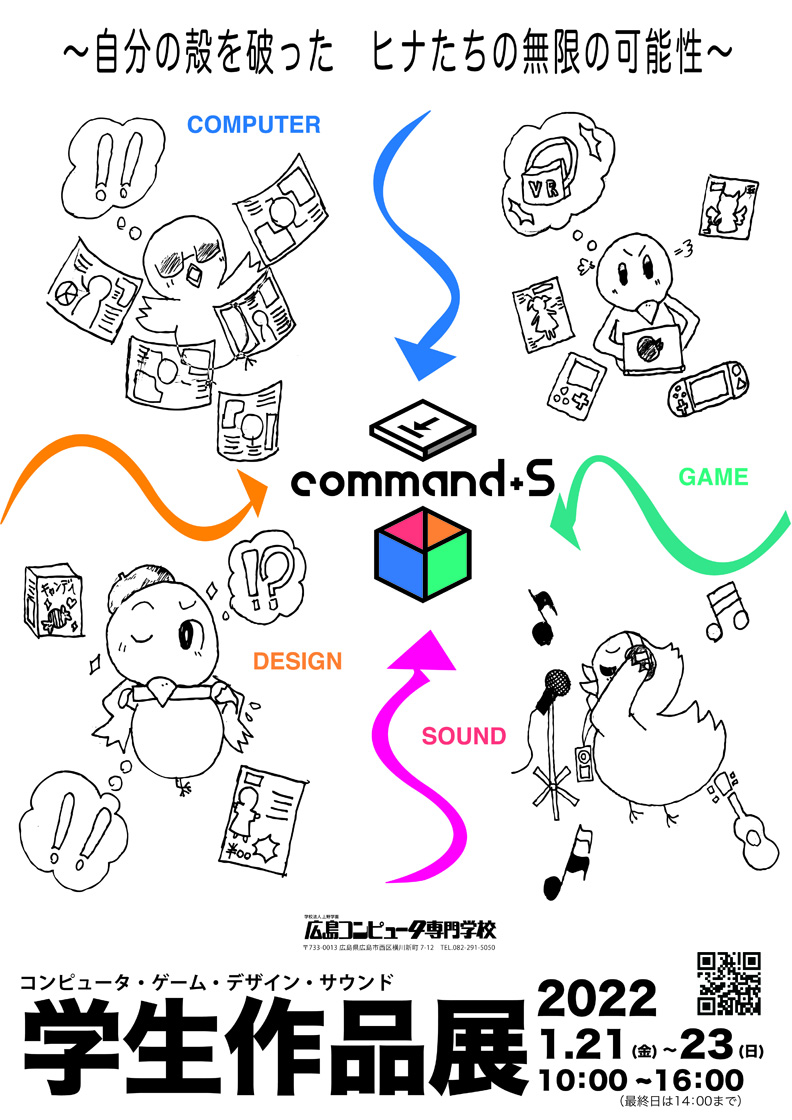 ～自分の殻を破った　ヒナたちの無限の可能性～
COMPUTER
!!
VR
command+S
GAME
キャンディ
!?
DESIGN
SOUND
!!
¥00
学校法人上野学園
広島コンピュータ専門学校
〒733-0013 広島県広島市西区横川新町 7-12　TEL.082-291-5050
コンピュータ・ゲーム・デザイン・サウンド
学生作品展
2022
1.21(金)～23(日)
10:00 ~16:00
（最終日は14:00まで）